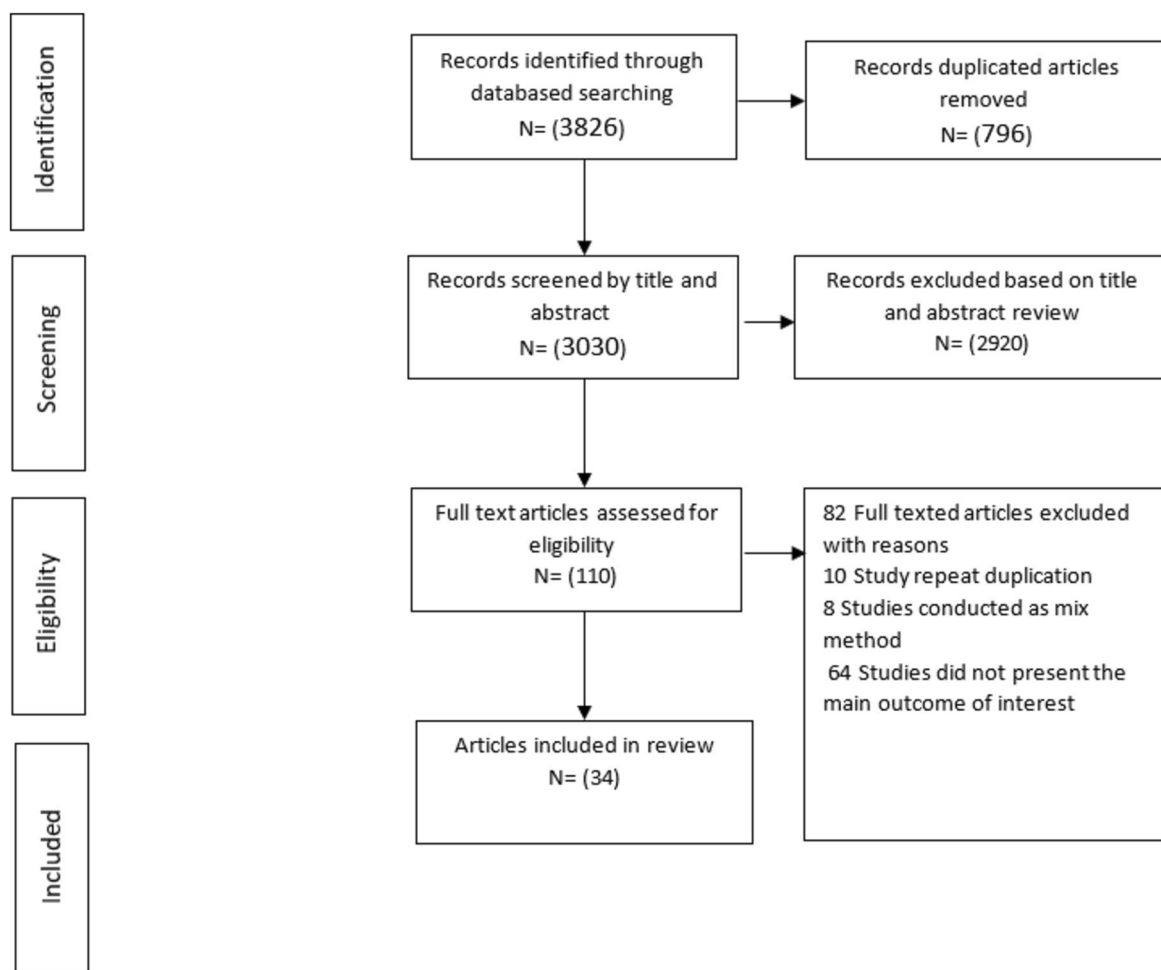 Identification
Records identified through
databased searching
N= (3826)
Records duplicated articles
removed
N= (796)
Screening
Records screened by title and
abstract
N= (3030)
Records excluded based on title
and abstract review
N= (2920)
Eligibility
Full text articles assessed for
eligibility
N= (110)
82 Full texted articles excluded
with reasons
10 Study repeat duplication
8 Studies conducted as mix
method
64 Studies did not present the
main outcome of interest
Included
Articles included in review
N= (34)